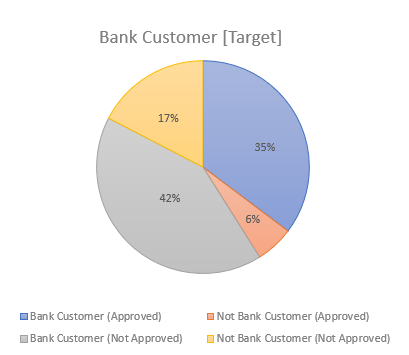 Bank Customer [Target]
17%
35%
42%
6%
Bank Customer (Approved)
Not Bank Customer (Approved)
Bank Customer (Not Approved)
Not Bank Customer (Not Approved)